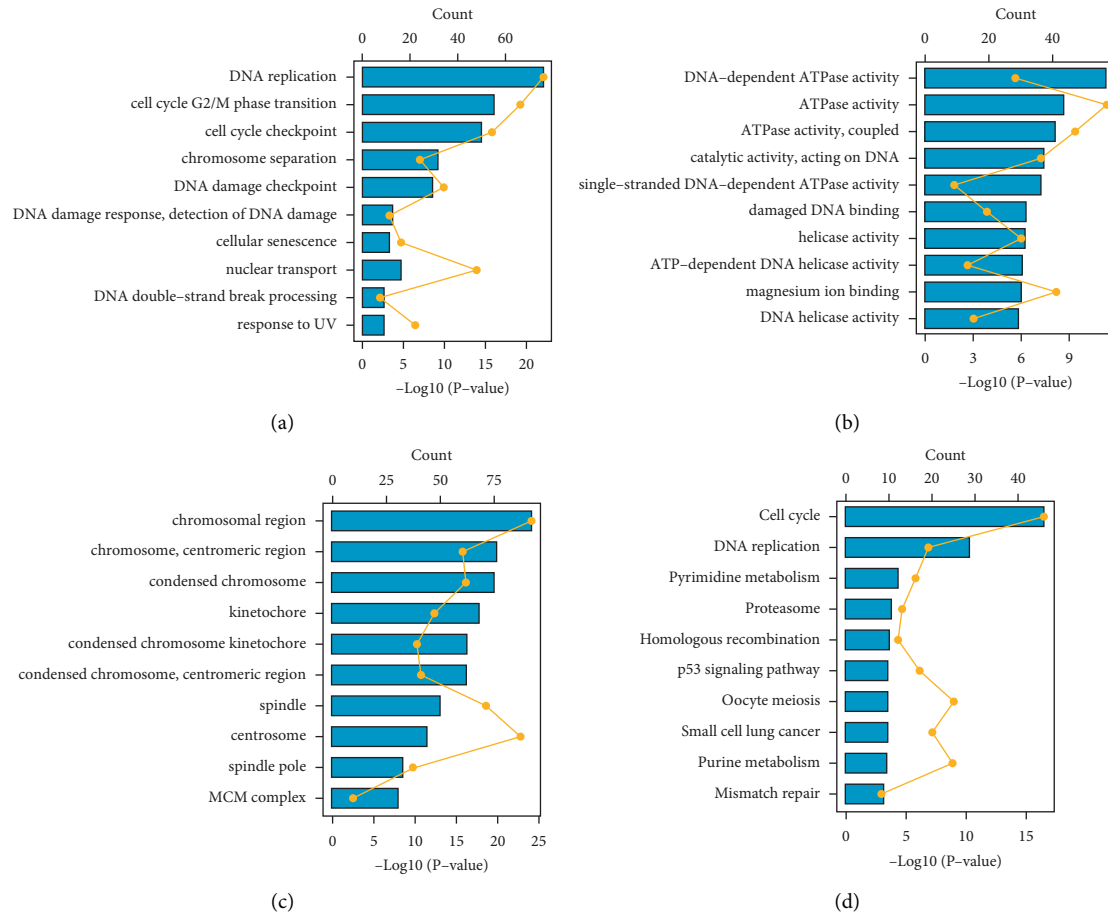 Count
0 20 40 60
DNA replication
cell cycle G2/M phase transition
cell cycle checkpoint
chromosome separation
DNA damage checkpoint
DNA damage response, detection of DNA damage
cellular senescence
nuclear transport
DNA double–strand break processing
response to UV
0 5 10 15 20
–Log10 (P–value)
(a)
Count
0 20 40
DNA–dependent ATPase activity
ATPase activity
ATPase activity, coupled
catalytic activity, acting on DNA
single–stranded DNA–dependent ATPase activity
damaged DNA binding
helicase activity
ATP–dependent DNA helicase activity
magnesium ion binding
DNA helicase activity
0 3 6 9
–Log10 (P–value)
(b)
Count
0 25 50 75
chromosomal region
chromosome, centromeric region
condensed chromosome
kinetochore
condensed chromosome kinetochore
condensed chromosome, centromeric region
spindle
centrosome
spindle pole
MCM complex
0 5 10 15 20 25
–Log10 (P–value)
(c)
Count
0 10 20 30 40
Cell cycle
DNA replication
Pyrimidine metabolism
Proteasome
Homologous recombination
p53 signaling pathway
Oocyte meiosis
Small cell lung cancer
Purine metabolism
Mismatch repair
0 5 10 15
–Log10 (P–value)
(d)